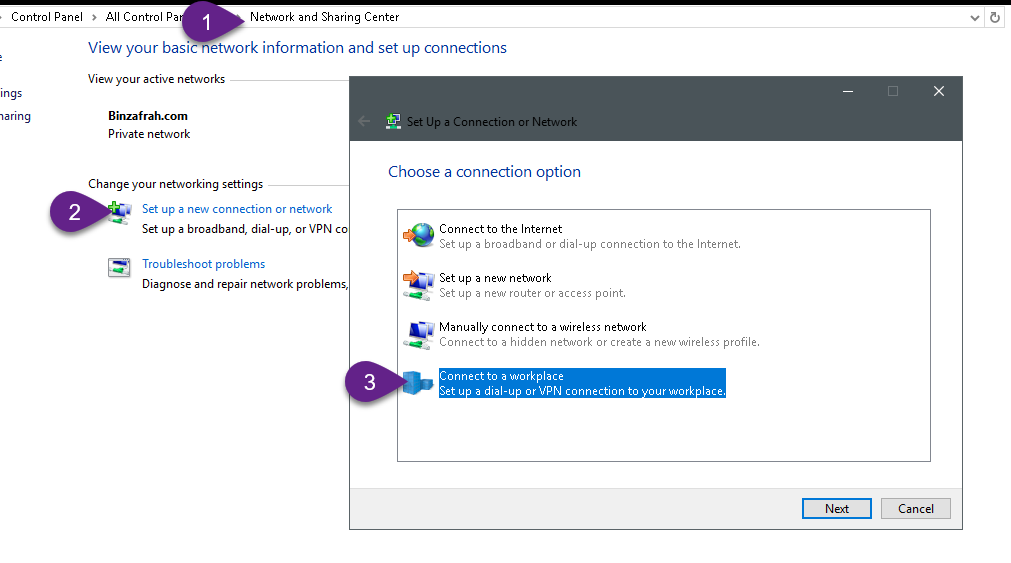 Control Panel > All Control Pa Network and Sharing Center
1
View your basic network information and set up connections
View your active networks
Binzafrah.com
Private network
ings
haring
Change your networking settings
2
Set up a new connection or network
Set up a broadband, dial-up, or VPN co
Troubleshoot problems
Diagnose and repair network problems,
Set Up a Connection or Network
Choose a connection option
Connect to the Internet
Set up a broadband or dial-up connection to the Internet.
Set up a new network
Set up a new router or access point.
Manually connect to a wireless network
Connect to a hidden network or create a new wireless profile.
3
Connect to a workplace
Set up a dial-up or VPN connection to your workplace.
Next
Cancel